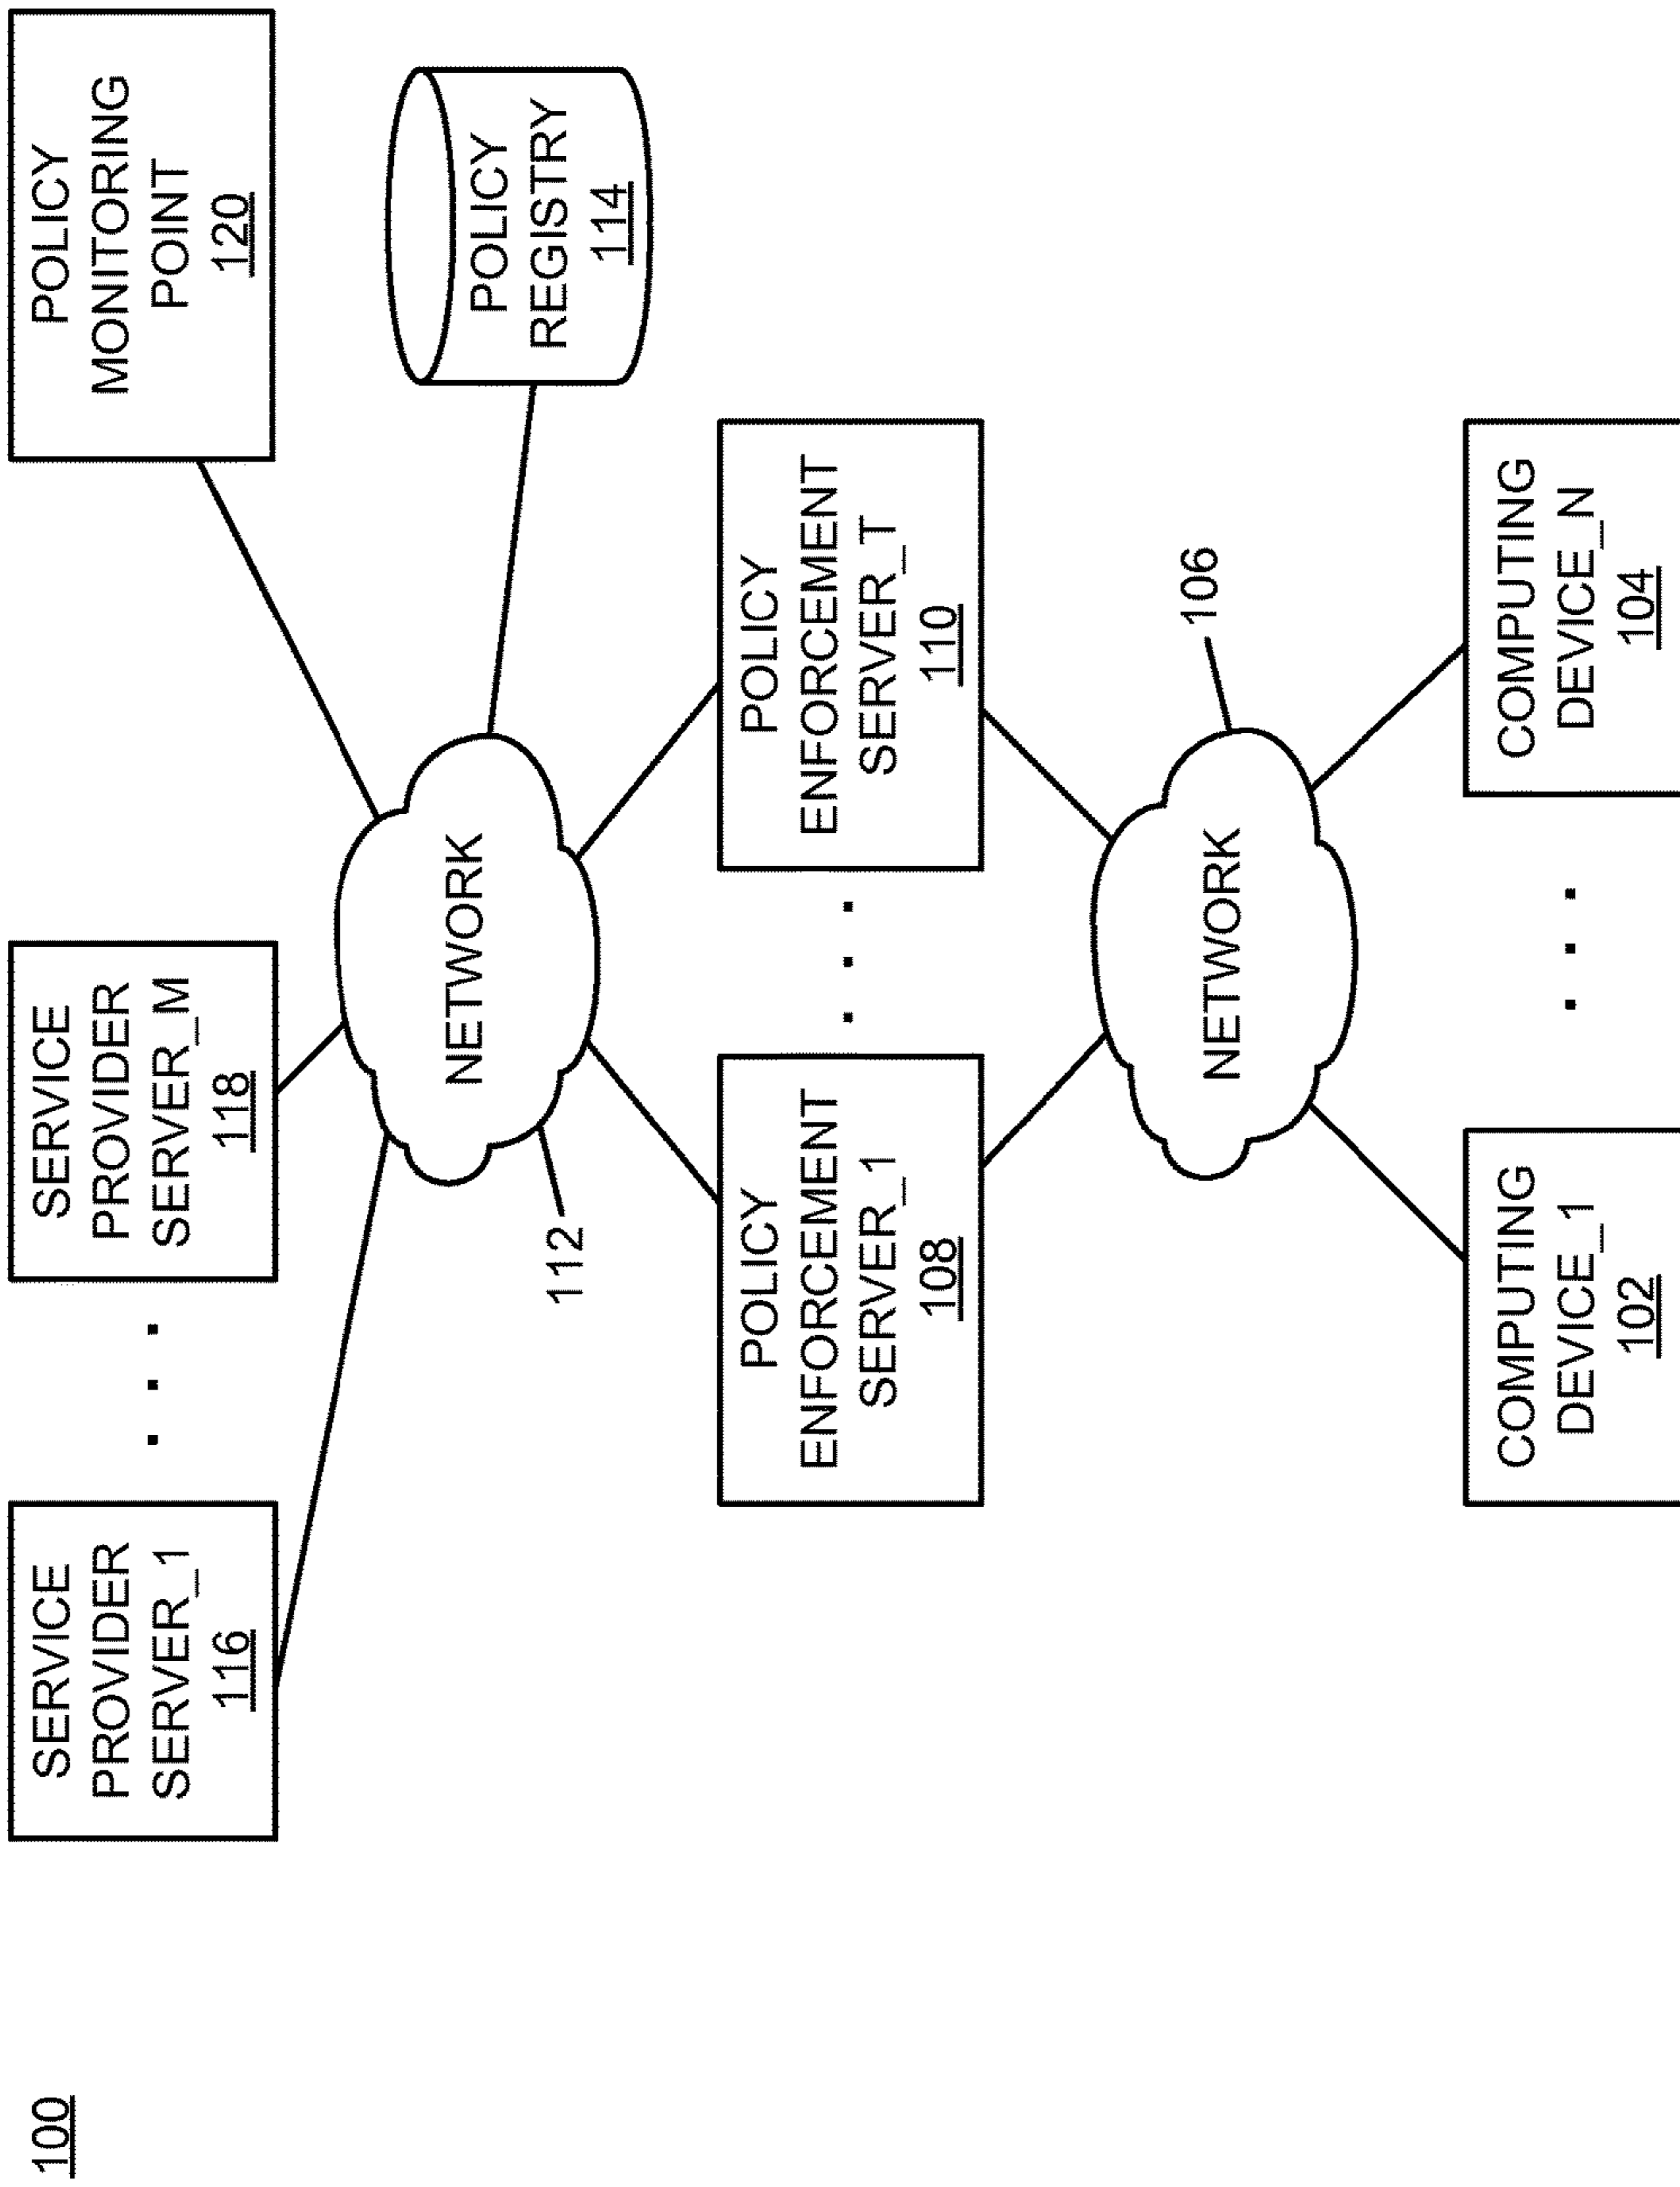 100
SERVICE
PROVIDER
SERVER_1
116
. . .
SERVICE
PROVIDER
SERVER_M
118
POLICY
MONITORING
POINT
120
NETWORK
112
POLICY
REGISTRY
114
POLICY
ENFORCEMENT
SERVER_1
108
. . .
POLICY
ENFORCEMENT
SERVER_T
110
NETWORK
106
COMPUTING
DEVICE_1
102
. . .
COMPUTING
DEVICE_N
104